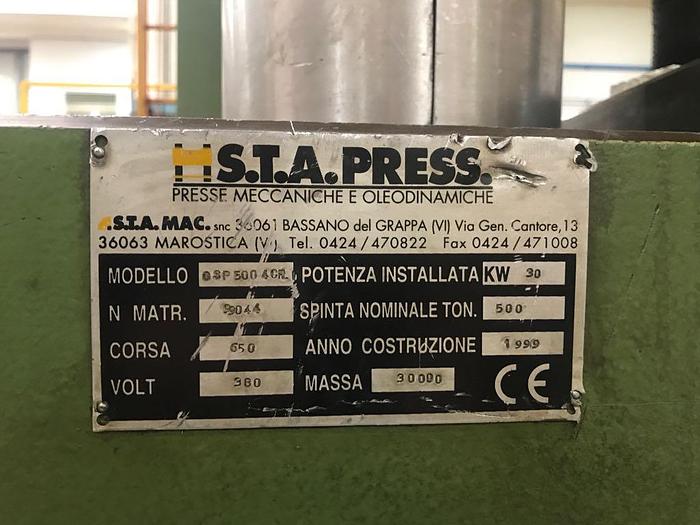 S.T.A. PRESS.
PRESSE MECCANICHE E OLEODINAMICHE
S.T.A. MAC. snc 36061 BASSANO del GRAPPA (VI) Via Gen. Cantore,13
36063 MAROSTICA (VI) Tel. 0424/470822 Fax 0424/471008
MODELLO POTENZA INSTALLATA KW 30
N MATR. 9044 SPINTA NOMINALE TON. 500
CORSA 650 ANNO COSTRUZIONE 1999
VOLT 380 MASSA 30000 CE